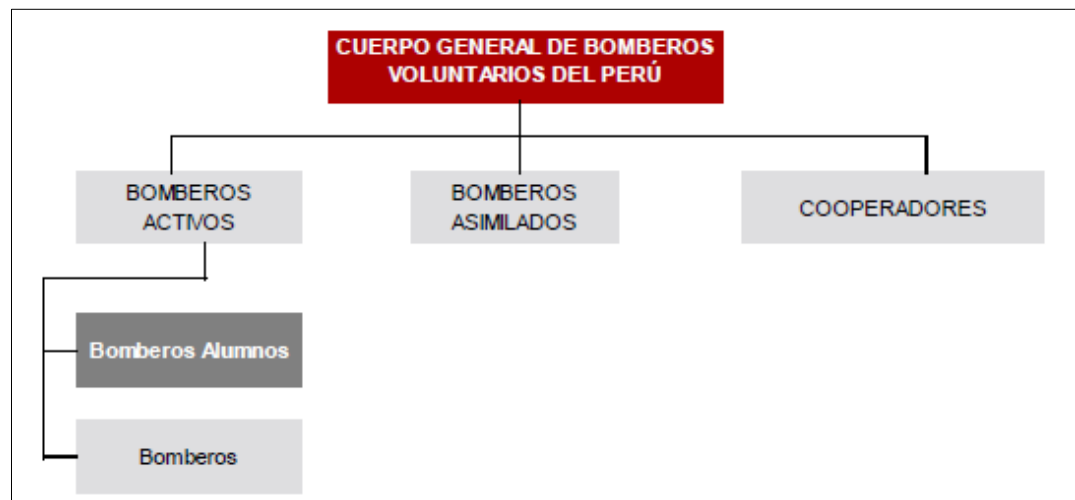 CUERPO GENERAL DE BOMBEROS
VOLUNTARIOS DEL PERÚ
BOMBEROS
ACTIVOS
BOMBEROS
ASIMILADOS
COOPERADORES
Bomberos Alumnos
Bomberos